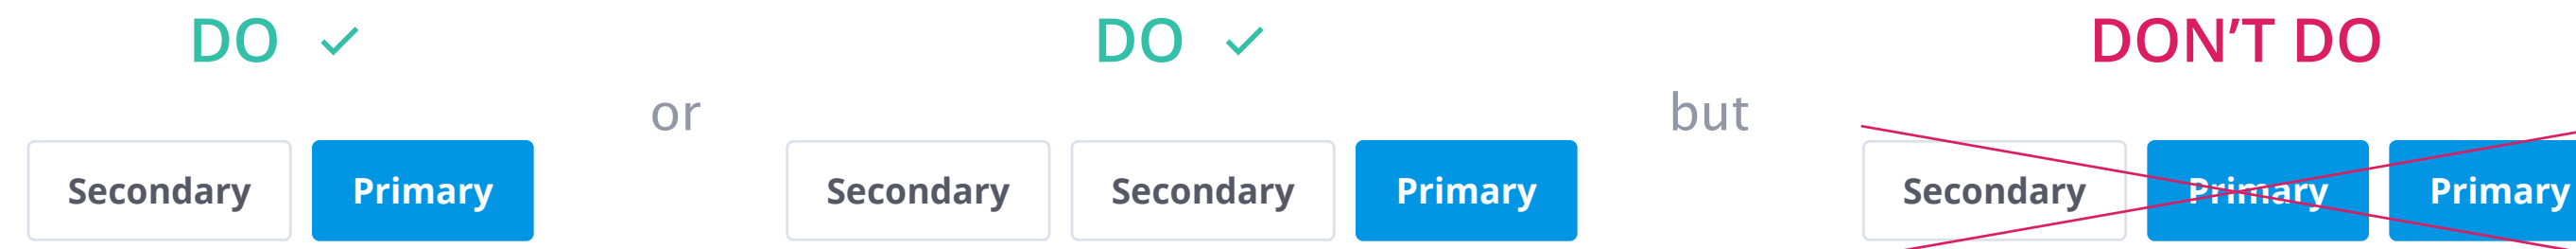 DO ✓
Secondary Primary
or
DO ✓
Secondary Secondary Primary
but
DON’T DO
Secondary Primary Primary